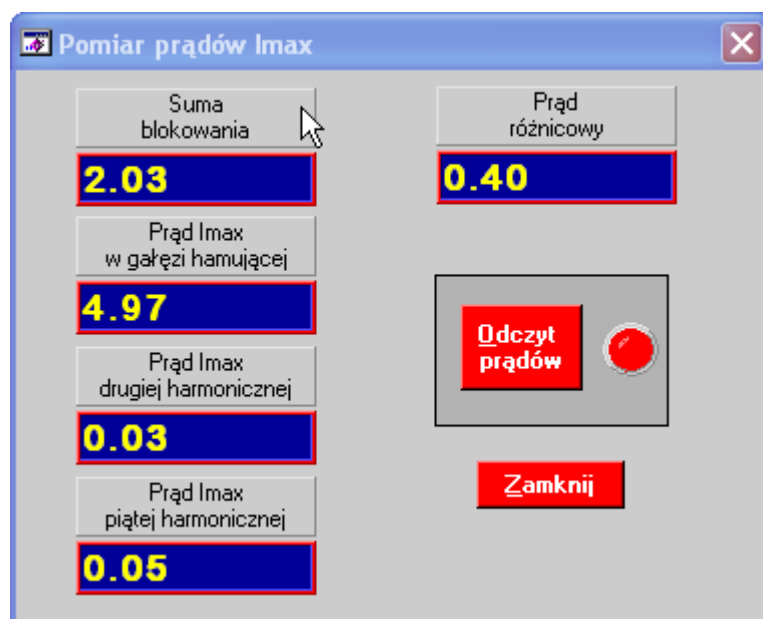 Pomiar prądów Imax
Suma
blokowania
2.03
Prąd
różnicowy
0.40
Prąd Imax
w gałęzi hamującej
4.97
Prąd Imax
drugiej harmonicznej
0.03
Prąd Imax
piątej harmonicznej
0.05
Odczyt
prądów
Zamknij